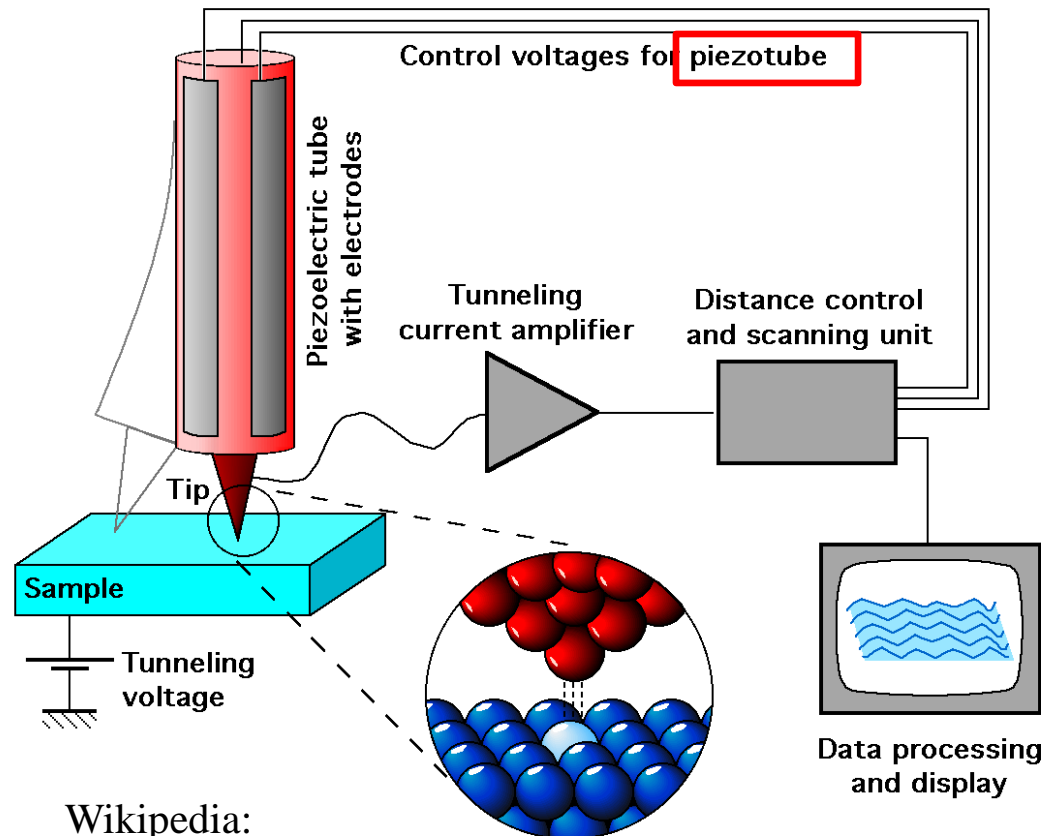 Control voltages for piezotube
Piezoelectric tube
with electrodes
Tunneling
current amplifier
Distance control
and scanning unit
Tip
Sample
Tunneling
voltage
Data processing
and display
Wikipedia: